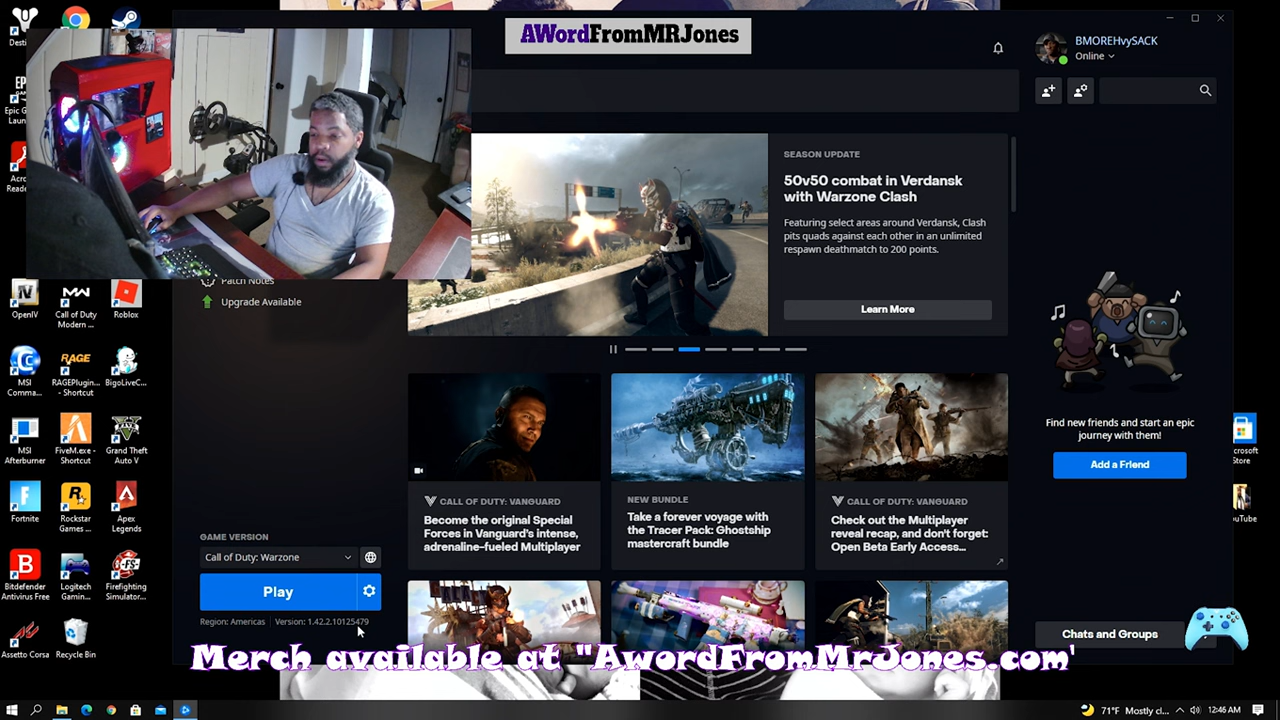 AWordFromMRJones
BMOREHvySACK
Online
SEASON UPDATE
50v50 combat in Verdansk
with Warzone Clash
Featuring select areas around Verdansk, Clash
pits quads against each other in an unlimited
respawn deathmatch to 200 points.
Learn More
Patch Notes
Upgrade Available
OpenIV
Call of Duty
Modern ...
Roblox
MSI
Comma...
RAGEPlugin...
- Shortcut
BigoLiveC...
MSI
Afterburner
FiveM.exe -
Shortcut
Grand Theft
Auto V
Fortnite
Rockstar
Games ...
Apex
Legends
Bitdefender
Antivirus Free
Logitech
Gamin...
Firefighting
Simulator...
Assetto Corsa
Recycle Bin
CALL OF DUTY: VANGUARD
Become the original Special
Forces in Vanguard's intense,
adrenaline-fueled Multiplayer
NEW BUNDLE
Take a forever voyage with
the Tracer Pack: Ghostship
mastercraft bundle
CALL OF DUTY: VANGUARD
Check out the Multiplayer
reveal recap, and don't forget:
Open Beta Early Access...
Find new friends and start an epic
journey with them!
Add a Friend
GAME VERSION
Call of Duty: Warzone
Play
Region: Americas
Version: 1.42.2.10125479
Chats and Groups
Merch available at "AwordFromMrJones.com'
71°F Mostly cl...
12:46 AM